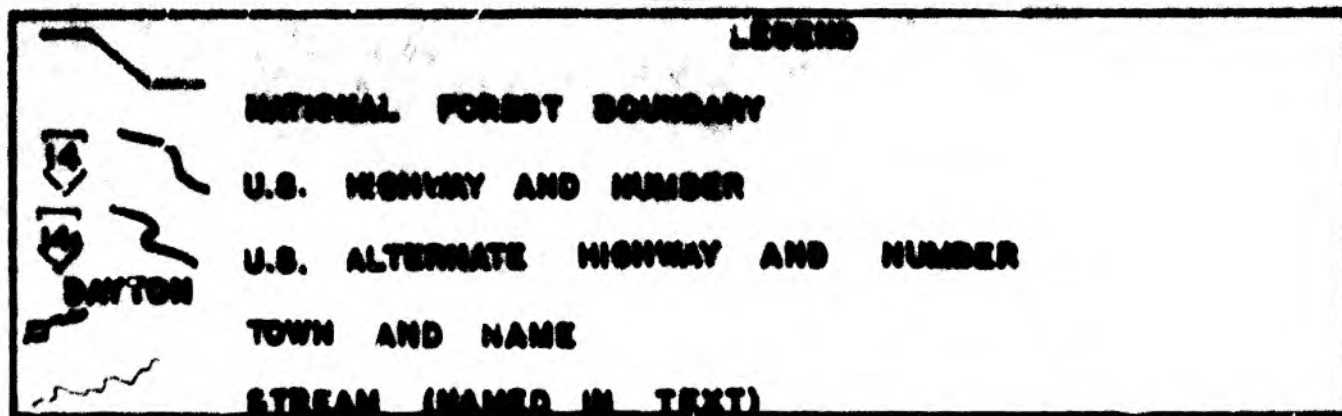 LEGEND
NATIONAL FOREST BOUNDARY
14
U.S. HIGHWAY AND NUMBER
14
U.S. ALTERNATE HIGHWAY AND NUMBER
DAYTON
TOWN AND NAME
STREAM (NAMED IN TEXT)